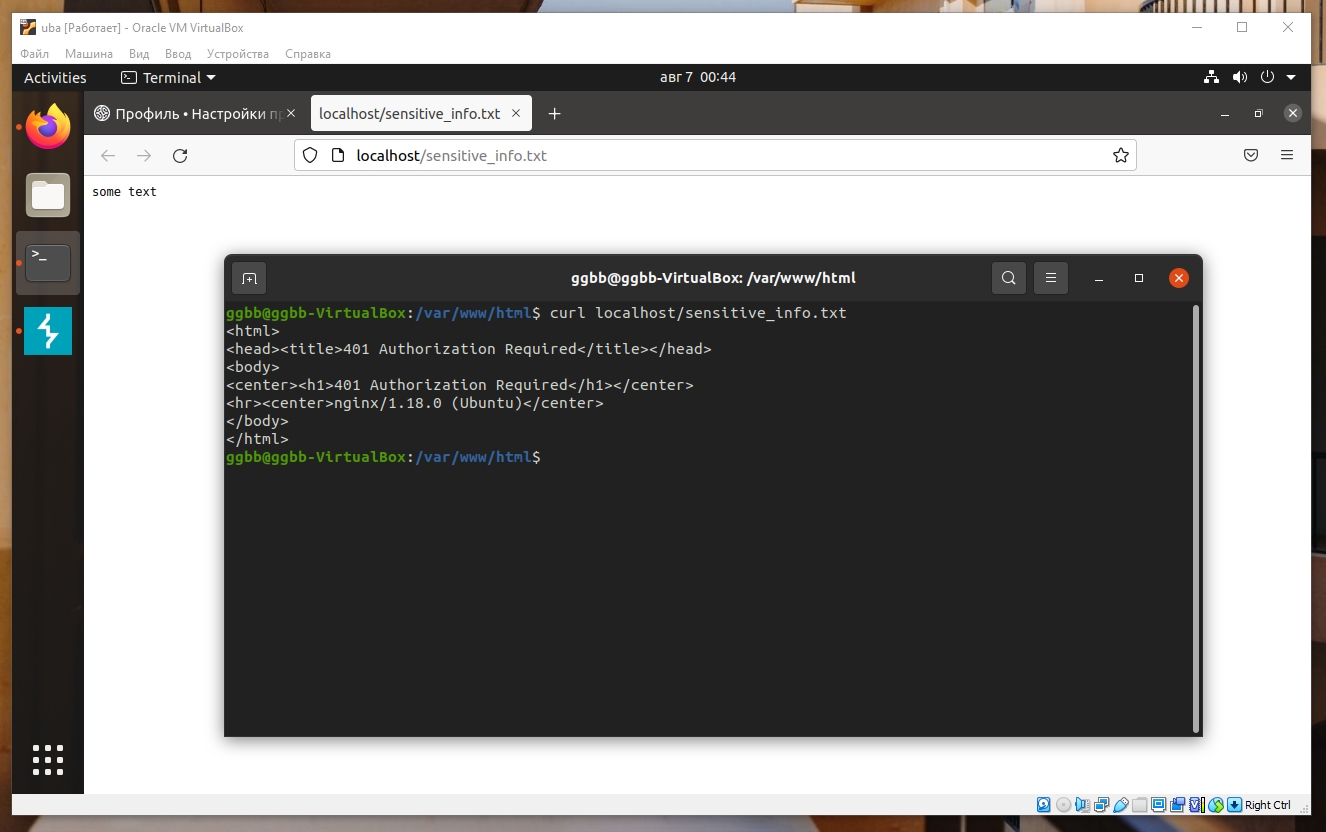 uba [Работает] - Oracle VM VirtualBox
Файл Машина Вид Ввод Устройства Справка
Activities Terminal авг 7 00:44
Профиль • Настройки localhost/sensitive_info.txt
localhost/sensitive_info.txt
some text
ggbb@ggbb-VirtualBox: /var/www/html
ggbb@ggbb-VirtualBox:/var/www/html$ curl localhost/sensitive_info.txt
<html>
<head><title>401 Authorization Required</title></head>
<body>
<center><h1>401 Authorization Required</h1></center>
<hr><center>nginx/1.18.0 (Ubuntu)</center>
</body>
</html>
ggbb@ggbb-VirtualBox:/var/www/html$
Right Ctrl